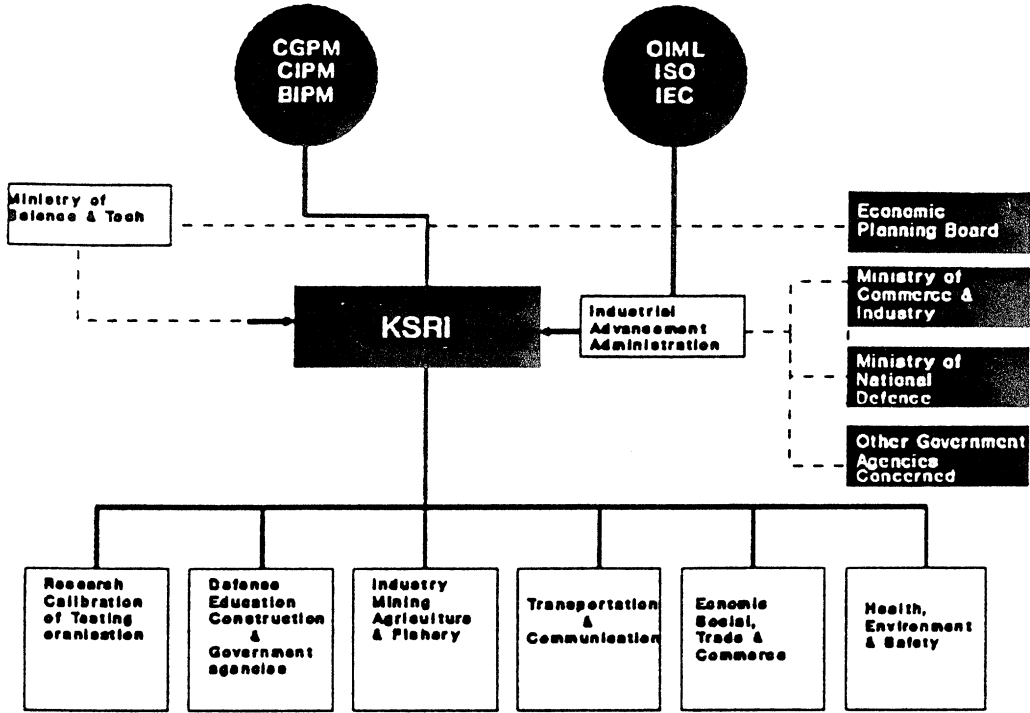 CGPM
CIPM
BIPM
OIML
ISO
IEC
Ministry of
Science & Tech
Economic
Planning Board
Ministry of
Commerce &
Industry
KSRI
Industrial
Advancement
Administration
Ministry of
National
Defence
Other Government
Agencies
Concerned
Research
Calibration
of Testing
oranisation
Defense
Education
Construction
&
Government
agencies
Industry
Mining
Agriculture
& Fishery
Transportation
&
Communication
Econmic
Social,
Trade &
Commerce
Health,
Environment
& Safety